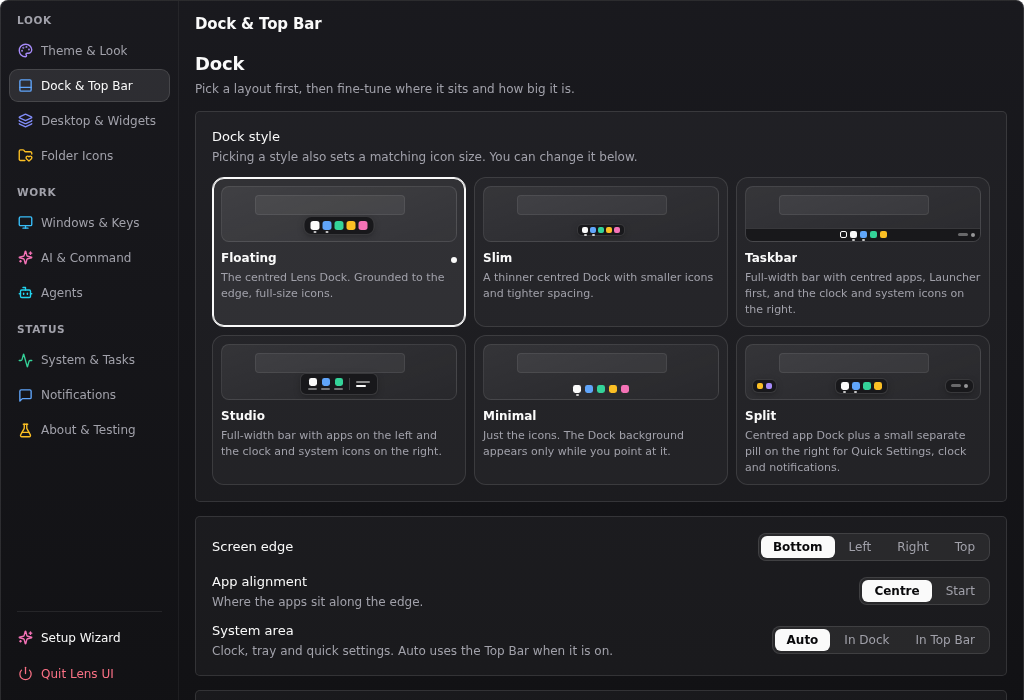 LOOK
Theme & Look
Dock & Top Bar
Desktop & Widgets
Folder Icons
WORK
Windows & Keys
AI & Command
Agents
STATUS
System & Tasks
Notifications
About & Testing
Setup Wizard
Quit Lens UI
Dock & Top Bar
Dock
Pick a layout first, then fine-tune where it sits and how big it is.
Dock style
Picking a style also sets a matching icon size. You can change it below.
Floating
The centred Lens Dock. Grounded to the
edge, full-size icons.
Slim
A thinner centred Dock with smaller icons
and tighter spacing.
Taskbar
Full-width bar with centred apps, Launcher
first, and the clock and system icons on
the right.
Studio
Full-width bar with apps on the left and
the clock and system icons on the right.
Minimal
Just the icons. The Dock background
appears only while you point at it.
Split
Centred app Dock plus a small separate
pill on the right for Quick Settings, clock
and notifications.
Screen edge
Bottom Left Right Top
App alignment
Where the apps sit along the edge.
Centre Start
System area
Clock, tray and quick settings. Auto uses the Top Bar when it is on.
Auto In Dock In Top Bar